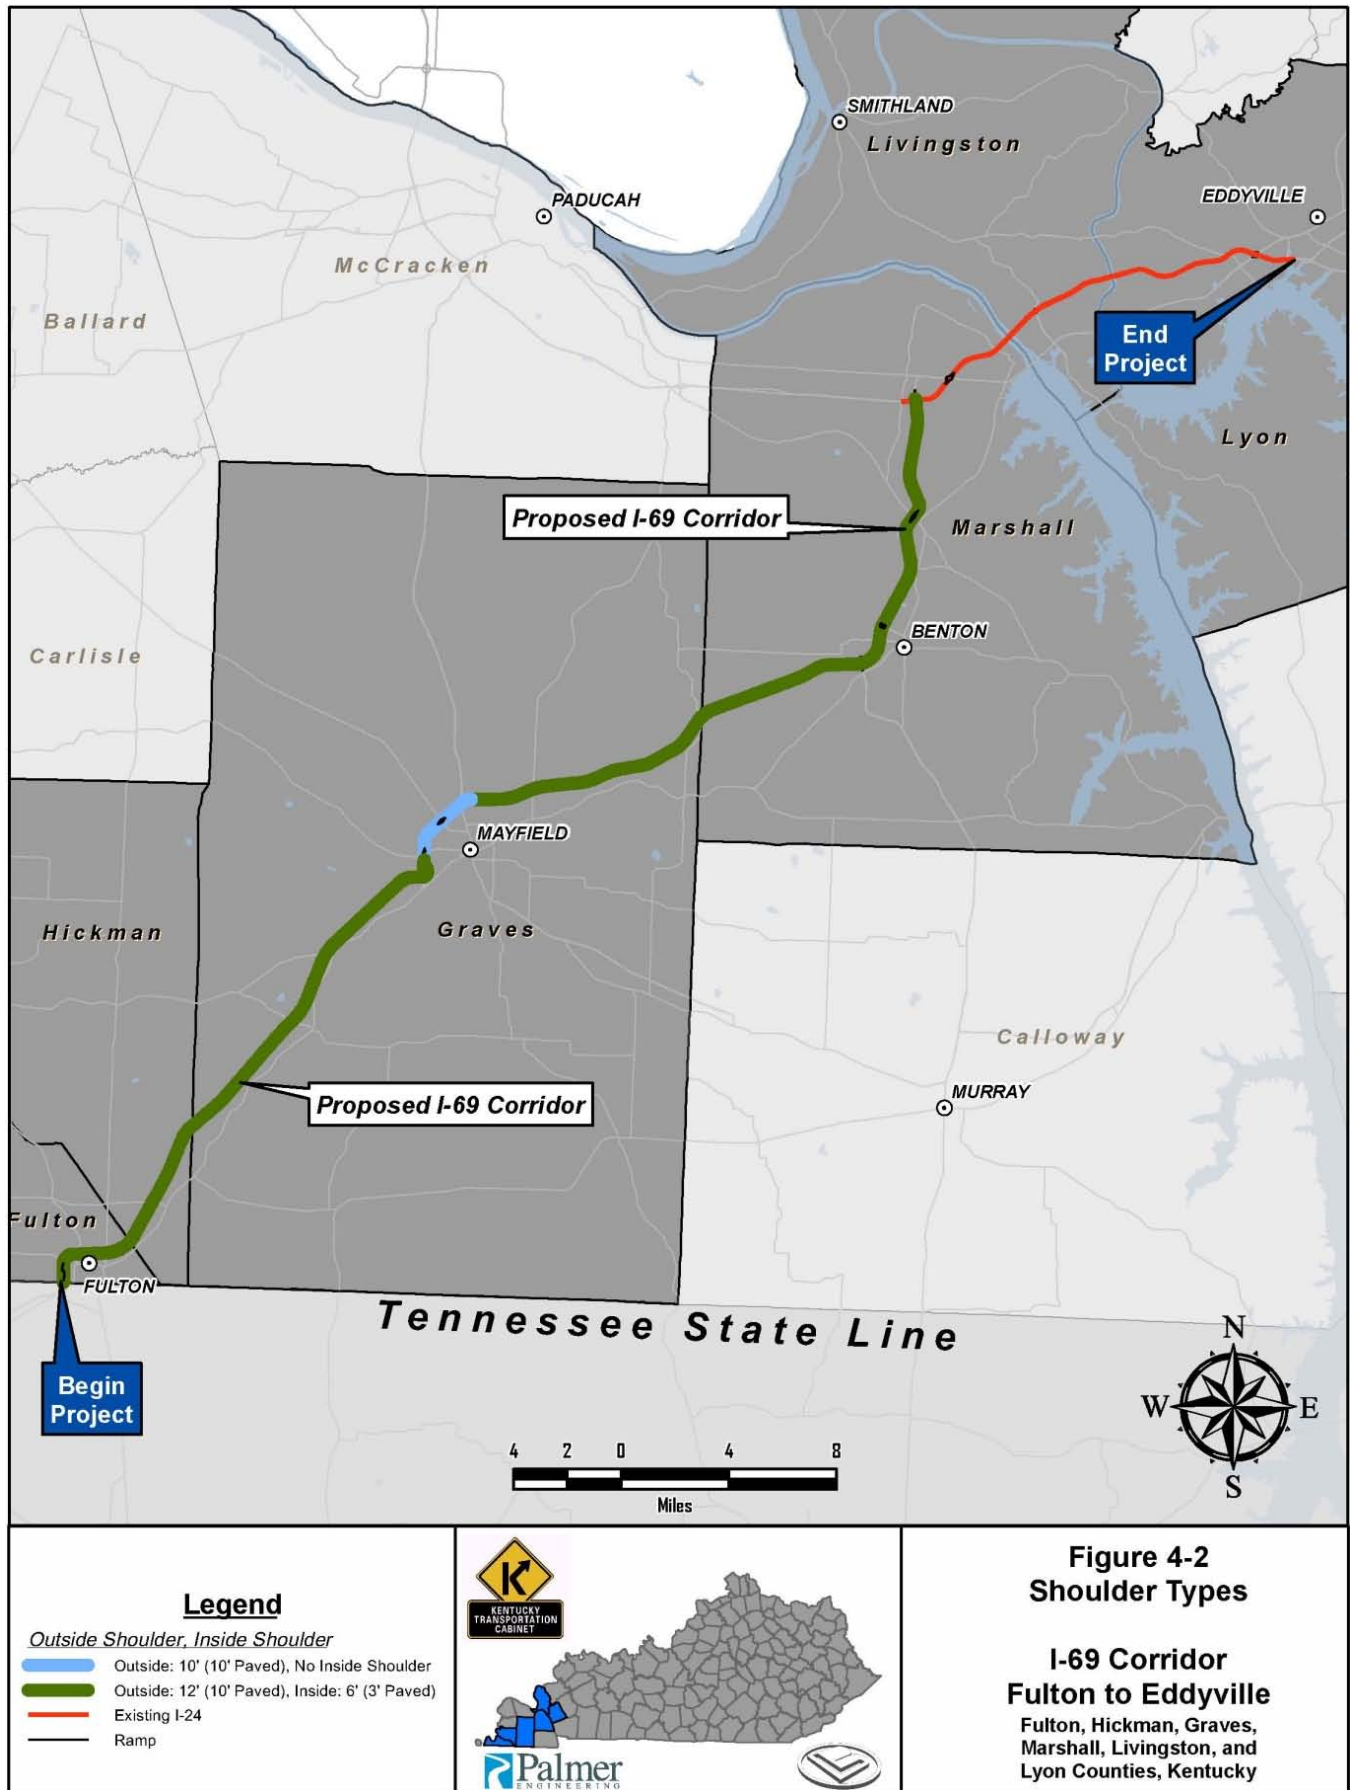 SMITHLAND
Livingston
EDDYVILLE
PADUCAH
McCracken
Ballard
End
Project
Lyon
Proposed I-69 Corridor
Marshall
BENTON
Carlisle
MAYFIELD
Hickman
Graves
Calloway
MURRAY
Proposed I-69 Corridor
Fulton
FULTON
Tennessee State Line
Begin
Project
N
W
E
S
4 2 0 4 8
Miles
Legend
Outside Shoulder, Inside Shoulder
Outside: 10' (10' Paved), No Inside Shoulder
Outside: 12' (10' Paved), Inside: 6' (3' Paved)
Existing I-24
Ramp
KENTUCKY
TRANSPORTATION
CABINET
Palmer
ENGINEERING
Figure 4-2
Shoulder Types
I-69 Corridor
Fulton to Eddyville
Fulton, Hickman, Graves,
Marshall, Livingston, and
Lyon Counties, Kentucky